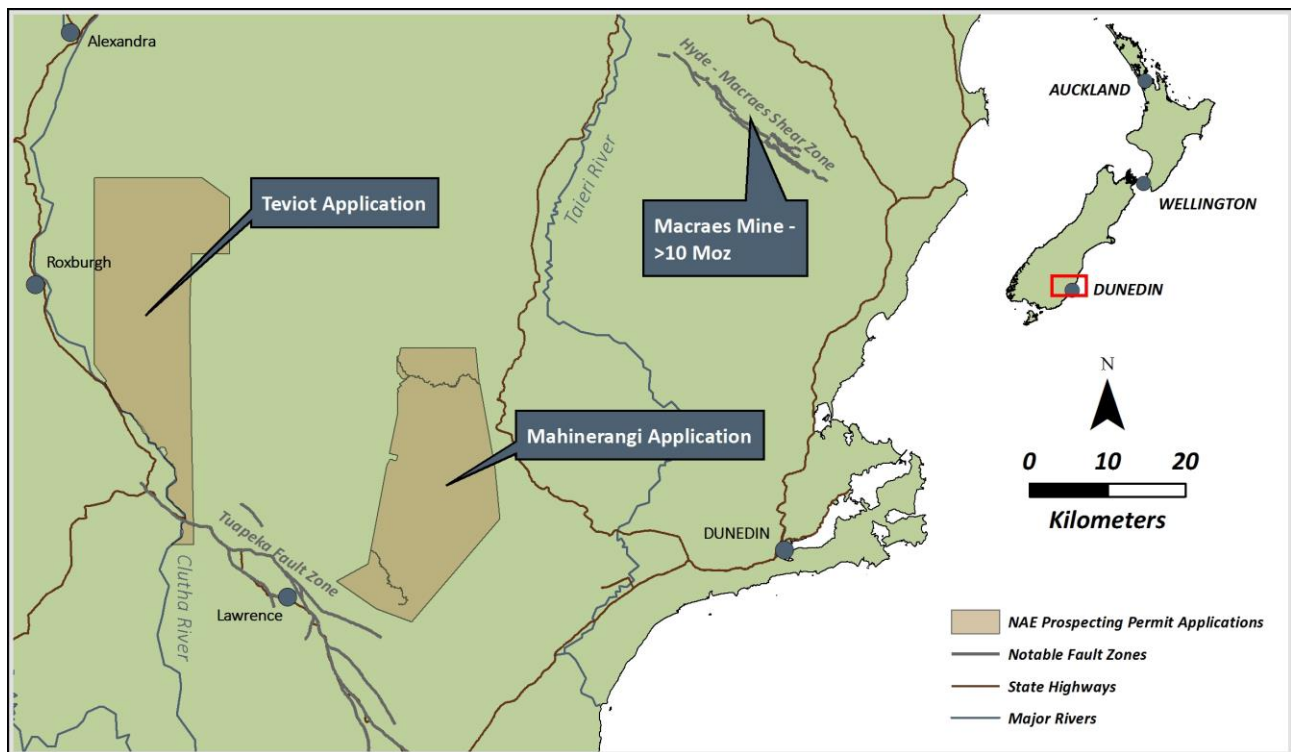 Alexandra
Hyde - Macraes Shear Zone
AUCKLAND
Teviot Application
Taieri River
WELLINGTON
Macraes Mine -
>10 Moz
Roxburgh
DUNEDIN
N
Mahinerangi Application
0 10 20
Kilometers
Tuapeka Fault Zone
DUNEDIN
Clutha River
Lawrence
NAE Prospecting Permit Applications
Notable Fault Zones
State Highways
Major Rivers